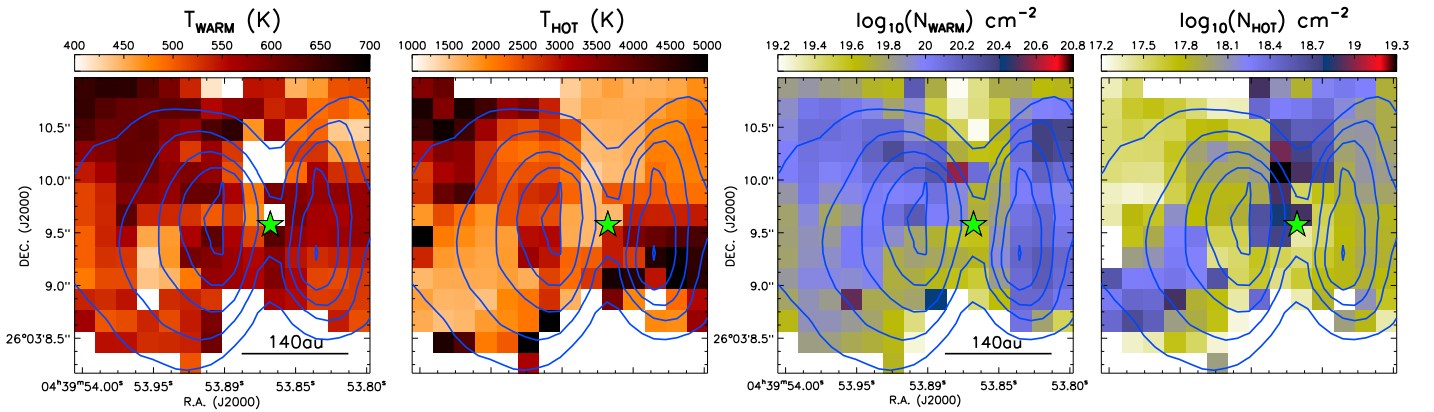 T_WARM (K)
400 450 500 550 600 650 700
T_HOT (K)
1000 1500 2000 2500 3000 3500 4000 4500 5000
log₁₀(N_WARM) cm⁻²
19.2 19.4 19.6 19.8 20 20.2 20.4 20.6 20.8
log₁₀(N_HOT) cm⁻²
17.2 17.5 17.8 18.1 18.4 18.7 19 19.3
DEC. (J2000)
10.5''
10.0''
9.5''
9.0''
26°03'8.5''
140au
04ʰ39ᵐ54.00ˢ 53.95ˢ 53.89ˢ 53.85ˢ 53.80ˢ
R.A. (J2000)
DEC. (J2000)
10.5''
10.0''
9.5''
9.0''
26°03'8.5''
140au
04ʰ39ᵐ54.00ˢ 53.95ˢ 53.89ˢ 53.85ˢ 53.80ˢ
R.A. (J2000)